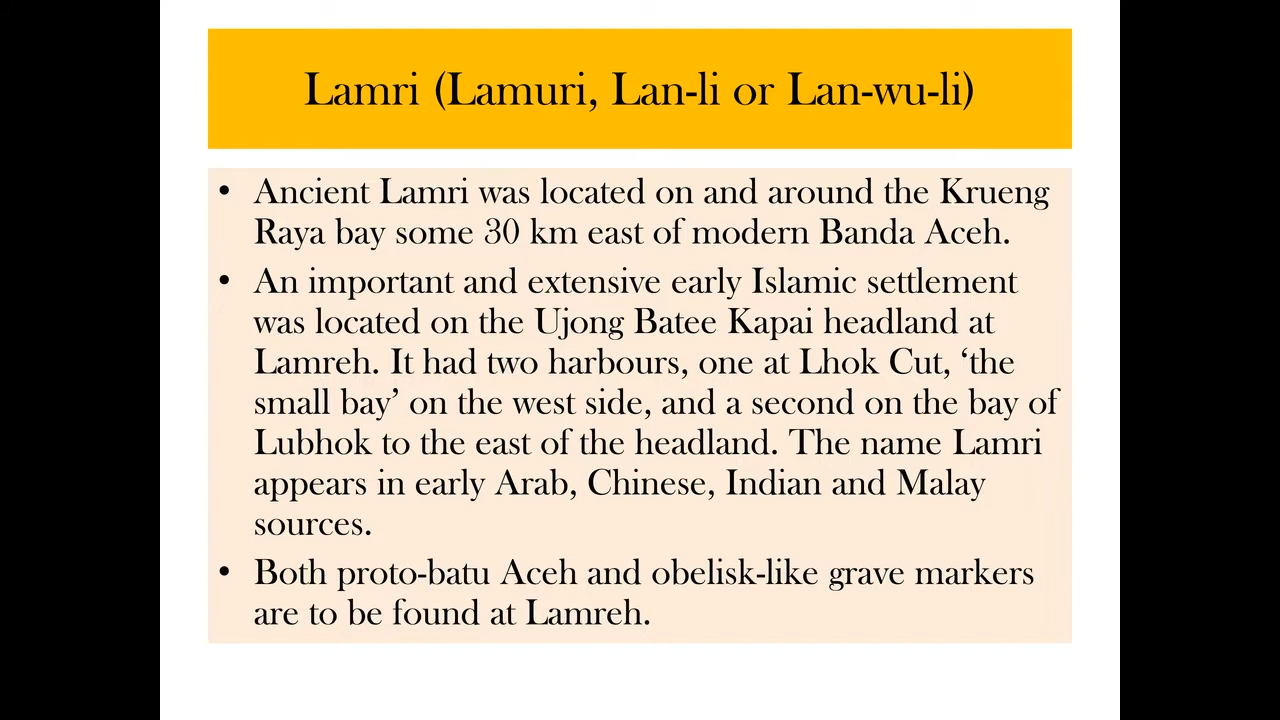 Lamri (Lamuri, Lan-li or Lan-wu-li)
• Ancient Lamri was located on and around the Krueng
Raya bay some 30 km east of modern Banda Aceh.
• An important and extensive early Islamic settlement
was located on the Ujong Batee Kapai headland at
Lamreh. It had two harbours, one at Lhok Cut, ‘the
small bay’ on the west side, and a second on the bay of
Lubhok to the east of the headland. The name Lamri
appears in early Arab, Chinese, Indian and Malay
sources.
• Both proto-batu Aceh and obelisk-like grave markers
are to be found at Lamreh.